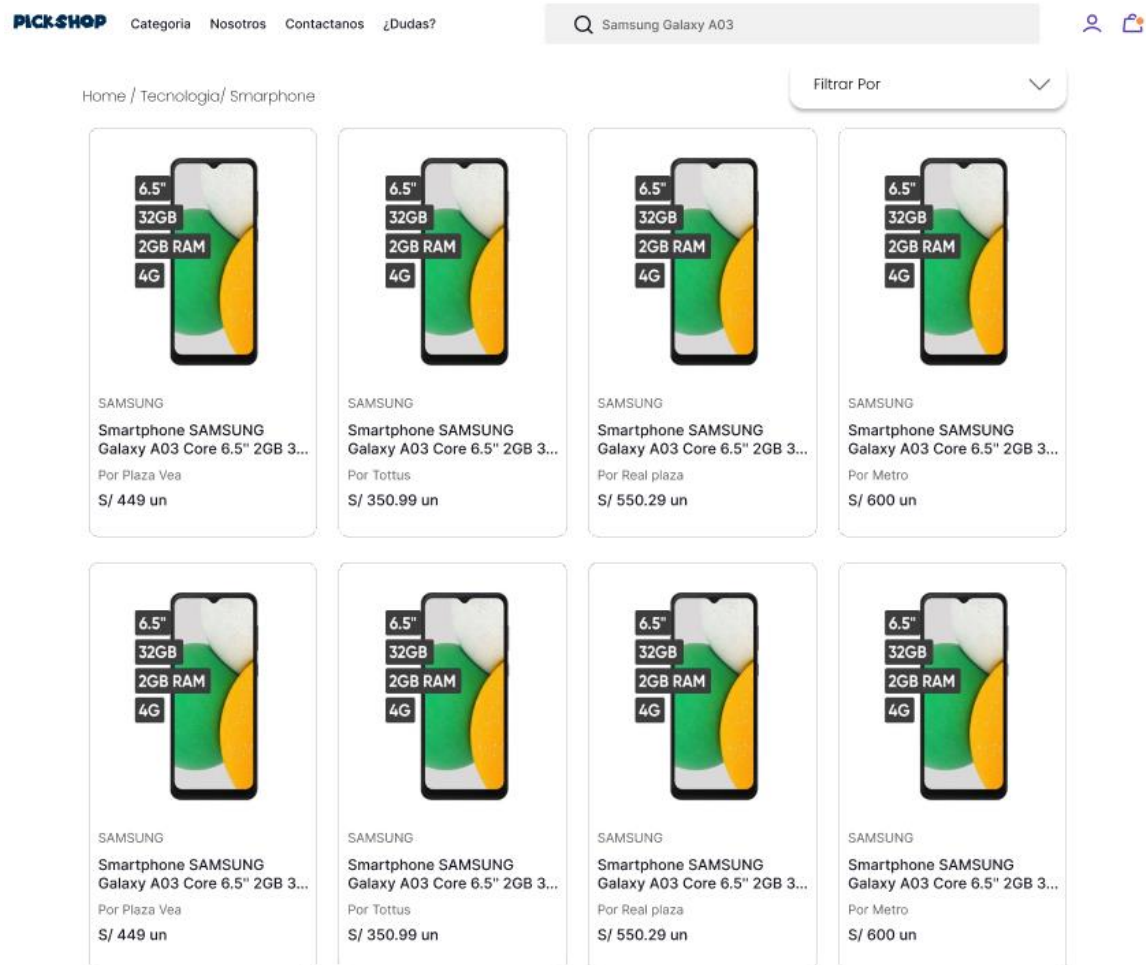 PICKSHOP Categoria Nosotros Contactanos ¿Dudas? Samsung Galaxy A03
Home / Tecnologia/ Smarphone
Filtrar Por
6.5" 6.5" 6.5" 6.5"
32GB 32GB 32GB 32GB
2GB RAM 2GB RAM 2GB RAM 2GB RAM
4G 4G 4G 4G
SAMSUNG SAMSUNG SAMSUNG SAMSUNG
Smartphone SAMSUNG Smartphone SAMSUNG Smartphone SAMSUNG Smartphone SAMSUNG
Galaxy A03 Core 6.5" 2GB 3... Galaxy A03 Core 6.5" 2GB 3... Galaxy A03 Core 6.5" 2GB 3... Galaxy A03 Core 6.5" 2GB 3...
Por Plaza Vea Por Tottus Por Real plaza Por Metro
S/ 449 un S/ 350.99 un S/ 550.29 un S/ 600 un
6.5" 6.5" 6.5" 6.5"
32GB 32GB 32GB 32GB
2GB RAM 2GB RAM 2GB RAM 2GB RAM
4G 4G 4G 4G
SAMSUNG SAMSUNG SAMSUNG SAMSUNG
Smartphone SAMSUNG Smartphone SAMSUNG Smartphone SAMSUNG Smartphone SAMSUNG
Galaxy A03 Core 6.5" 2GB 3... Galaxy A03 Core 6.5" 2GB 3... Galaxy A03 Core 6.5" 2GB 3... Galaxy A03 Core 6.5" 2GB 3...
Por Plaza Vea Por Tottus Por Real plaza Por Metro
S/ 449 un S/ 350.99 un S/ 550.29 un S/ 600 un